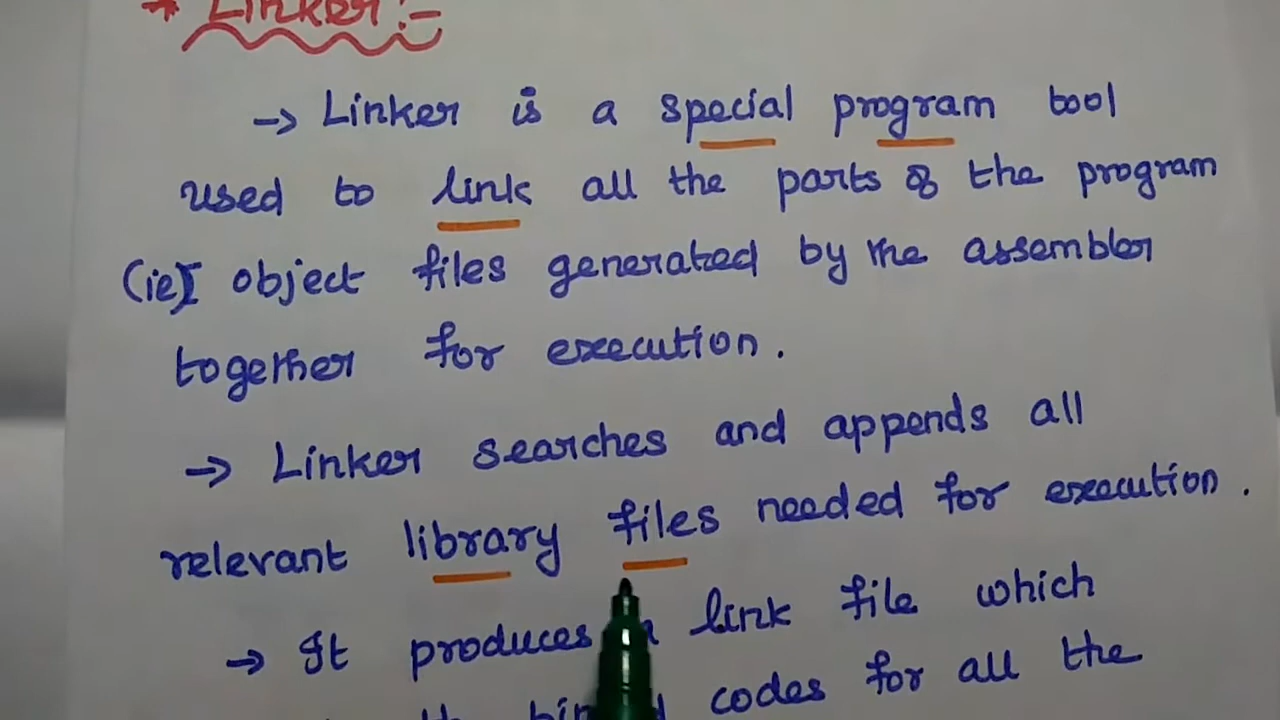 → Linker :-
→ Linker is a special program tool
used to link all the parts of the program
(ie) object files generated by the assembler
together for execution.
→ Linker searches and appends all
relevant library files needed for execution.
→ It produces link file which
codes for all the